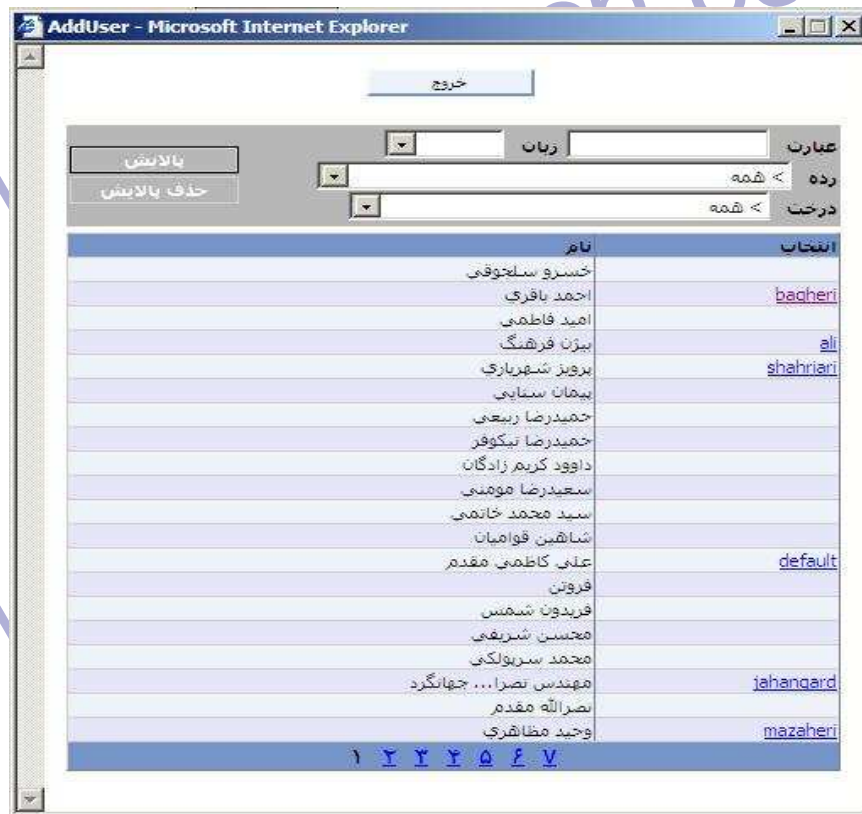 AddUser - Microsoft Internet Explorer
خروج
عبارت زبان
پالایش
رده > همه
حذف پالایش
درخت > همه
انتخاب نام
خسرو سلجوقی
bagheri احمد باقری
امید فاطمی
ali بیژن فرهنگ
shahriari پرویز شهریاری
پیمان سنایی
حمیدرضا ربیعی
حمیدرضا نیکوفر
داوود کریم زادگان
سعیدرضا مومنی
سید محمد خاتمی
شاهین قوامیان
default علی کاظمی مقدم
فروتن
فریدون شمس
محسن شریفی
محمد سرپولکی
jahangard مهندس نصرا... جهانگرد
نصرالله مقدم
mazaheri وحید مظاهری
۱ ۲ ۳ ۴ ۵ ۶ ۷